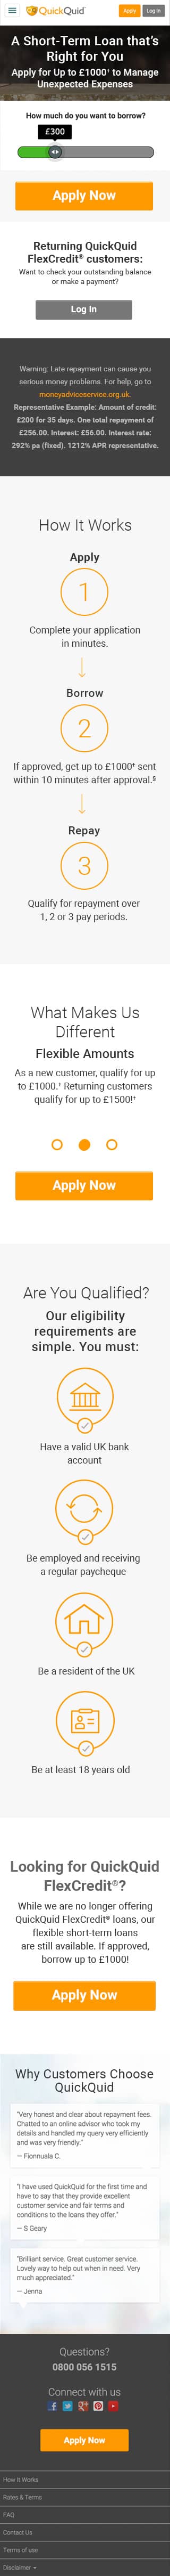 QuickQuid
Apply
Log In
A Short-Term Loan that's
Right for You
Apply for Up to £1000† to Manage
Unexpected Expenses
How much do you want to borrow?
£300
Apply Now
Returning QuickQuid
FlexCredit® customers:
Want to check your outstanding balance
or make a payment?
Log In
Warning: Late repayment can cause you
serious money problems. For help, go to
moneyadviceservice.org.uk.
Representative Example: Amount of credit:
£200 for 35 days. One total repayment of
£256.00. Interest: £56.00. Interest rate:
292% pa (fixed). 1212% APR representative.
How It Works
Apply
1
Complete your application
in minutes.
Borrow
2
If approved, get up to £1000† sent
within 10 minutes after approval.§
Repay
3
Qualify for repayment over
1, 2 or 3 pay periods.
What Makes Us
Different
Flexible Amounts
As a new customer, qualify for up
to £1000.† Returning customers
qualify for up to £1500!†
Apply Now
Are You Qualified?
Our eligibility
requirements are
simple. You must:
Have a valid UK bank
account
Be employed and receiving
a regular paycheque
Be a resident of the UK
Be at least 18 years old
Looking for QuickQuid
FlexCredit®?
While we are no longer offering
QuickQuid FlexCredit® loans, our
flexible short-term loans
are still available. If approved,
borrow up to £1000!
Apply Now
Why Customers Choose
QuickQuid
"Very honest and clear about repayment fees.
Chatted to an online advisor who took my
details and handled my query very efficiently
and was very friendly."
— Fionnuala C.
"I have used QuickQuid for the first time and
have to say that they provide excellent
customer service and fair terms and
conditions to the loans they offer."
— S Geary
"Brilliant service. Great customer service.
Lovely way to help out when in need. Very
much appreciated."
— Jenna
Questions?
0800 056 1515
Connect with us
Apply Now
How It Works
Rates & Terms
FAQ
Contact Us
Terms of use
Disclaimer